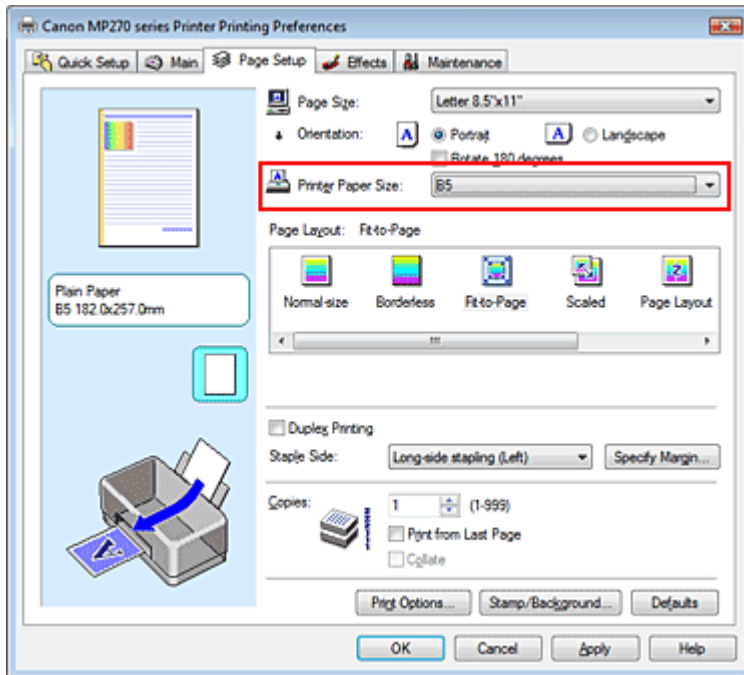 Canon MP270 series Printer Printing Preferences
Quick Setup Main Page Setup Effects Maintenance
Page Size: Letter 8.5"x11"
Orientation: A Portrait A Landscape
Rotate 180 degrees
Printer Paper Size: B5
Page Layout: Fit-to-Page
Normal-size Borderless Fit-to-Page Scaled Page Layout
Plain Paper
B5 182.0x257.0mm
Duplex Printing
Staple Side: Long-side stapling (Left) Specify Margin...
Copies: 1 (1-999)
Print from Last Page
Collate
Print Options... Stamp/Background... Defaults
OK Cancel Apply Help